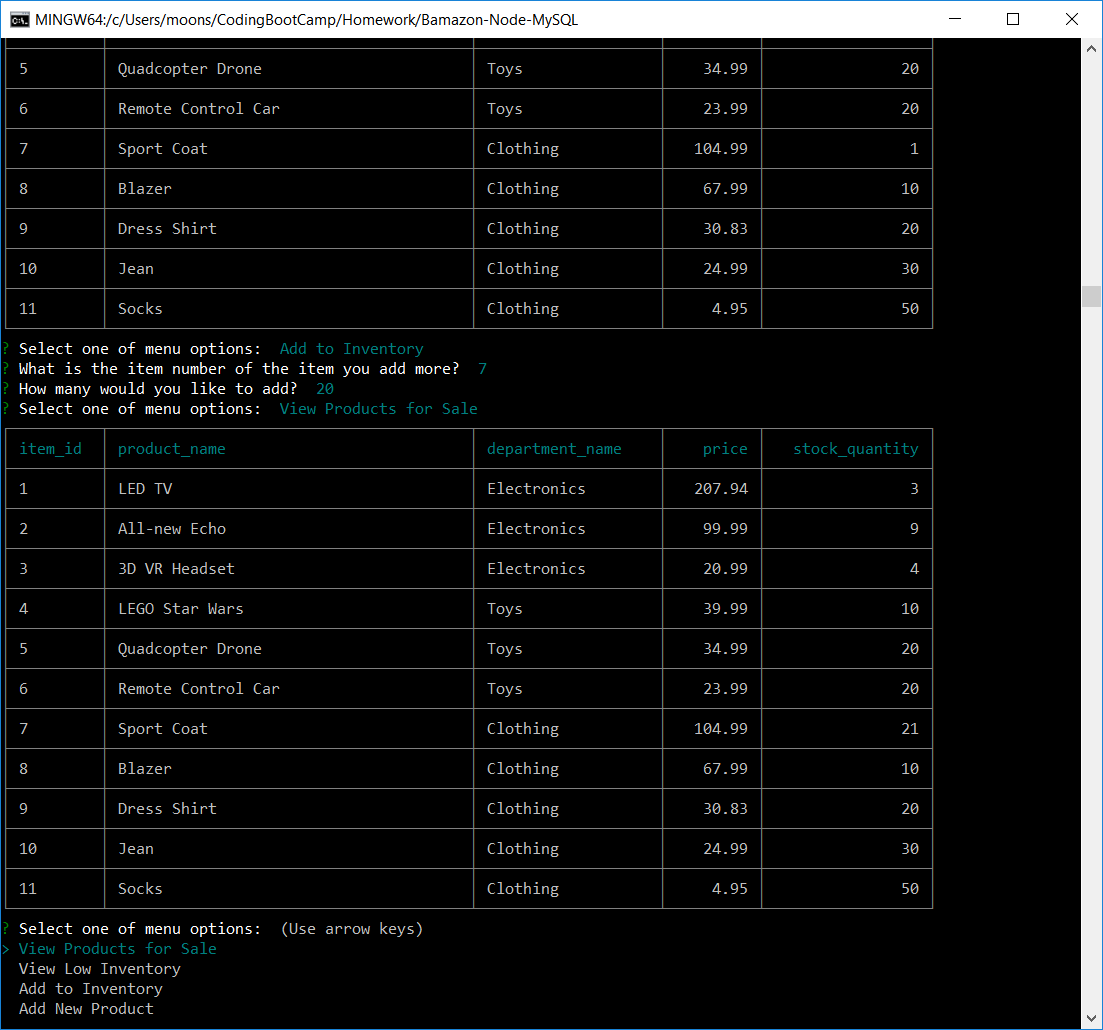 MINGW64:/c/Users/moons/CodingBootCamp/Homework/Bamazon-Node-MySQL
5 Quadcopter Drone Toys 34.99 20
6 Remote Control Car Toys 23.99 20
7 Sport Coat Clothing 104.99 1
8 Blazer Clothing 67.99 10
9 Dress Shirt Clothing 30.83 20
10 Jean Clothing 24.99 30
11 Socks Clothing 4.95 50
? Select one of menu options: Add to Inventory
? What is the item number of the item you add more? 7
? How many would you like to add? 20
? Select one of menu options: View Products for Sale
item_id product_name department_name price stock_quantity
1 LED TV Electronics 207.94 3
2 All-new Echo Electronics 99.99 9
3 3D VR Headset Electronics 20.99 4
4 LEGO Star Wars Toys 39.99 10
5 Quadcopter Drone Toys 34.99 20
6 Remote Control Car Toys 23.99 20
7 Sport Coat Clothing 104.99 21
8 Blazer Clothing 67.99 10
9 Dress Shirt Clothing 30.83 20
10 Jean Clothing 24.99 30
11 Socks Clothing 4.95 50
? Select one of menu options: (Use arrow keys)
> View Products for Sale
View Low Inventory
Add to Inventory
Add New Product